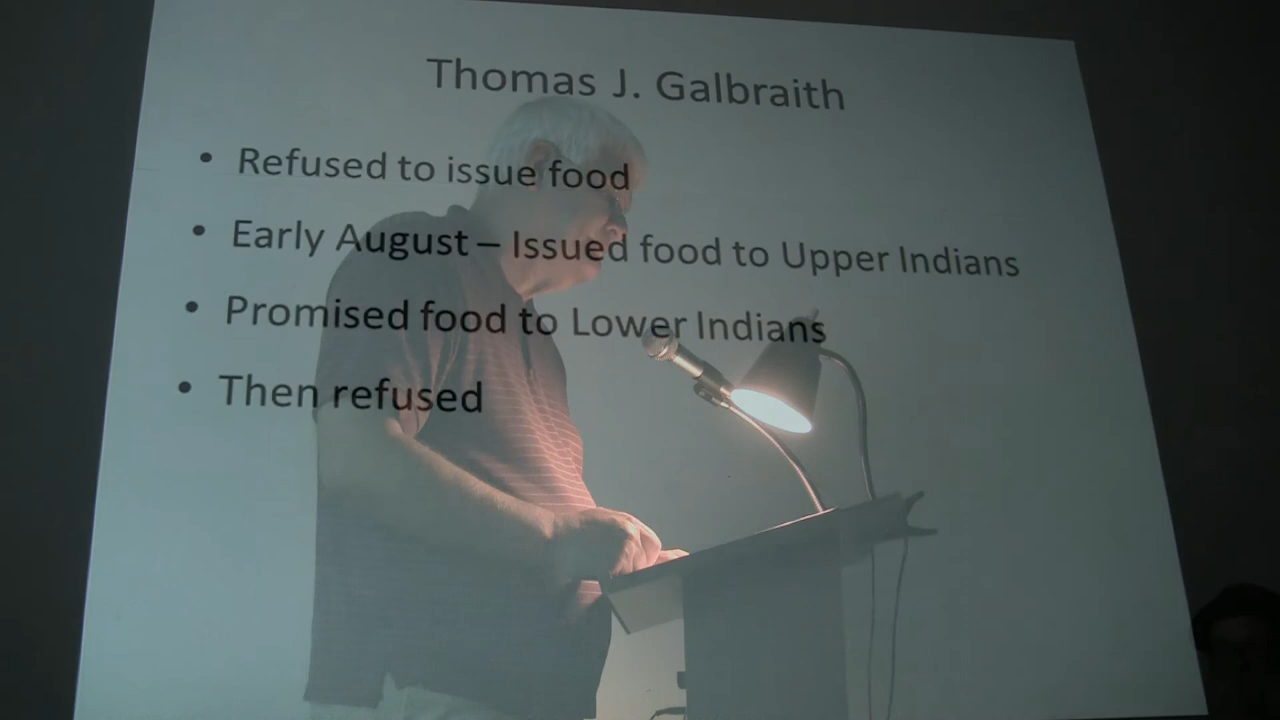 Thomas J. Galbraith
• Refused to issue food
• Early August – Issued food to Upper Indians
• Promised food to Lower Indians
• Then refused